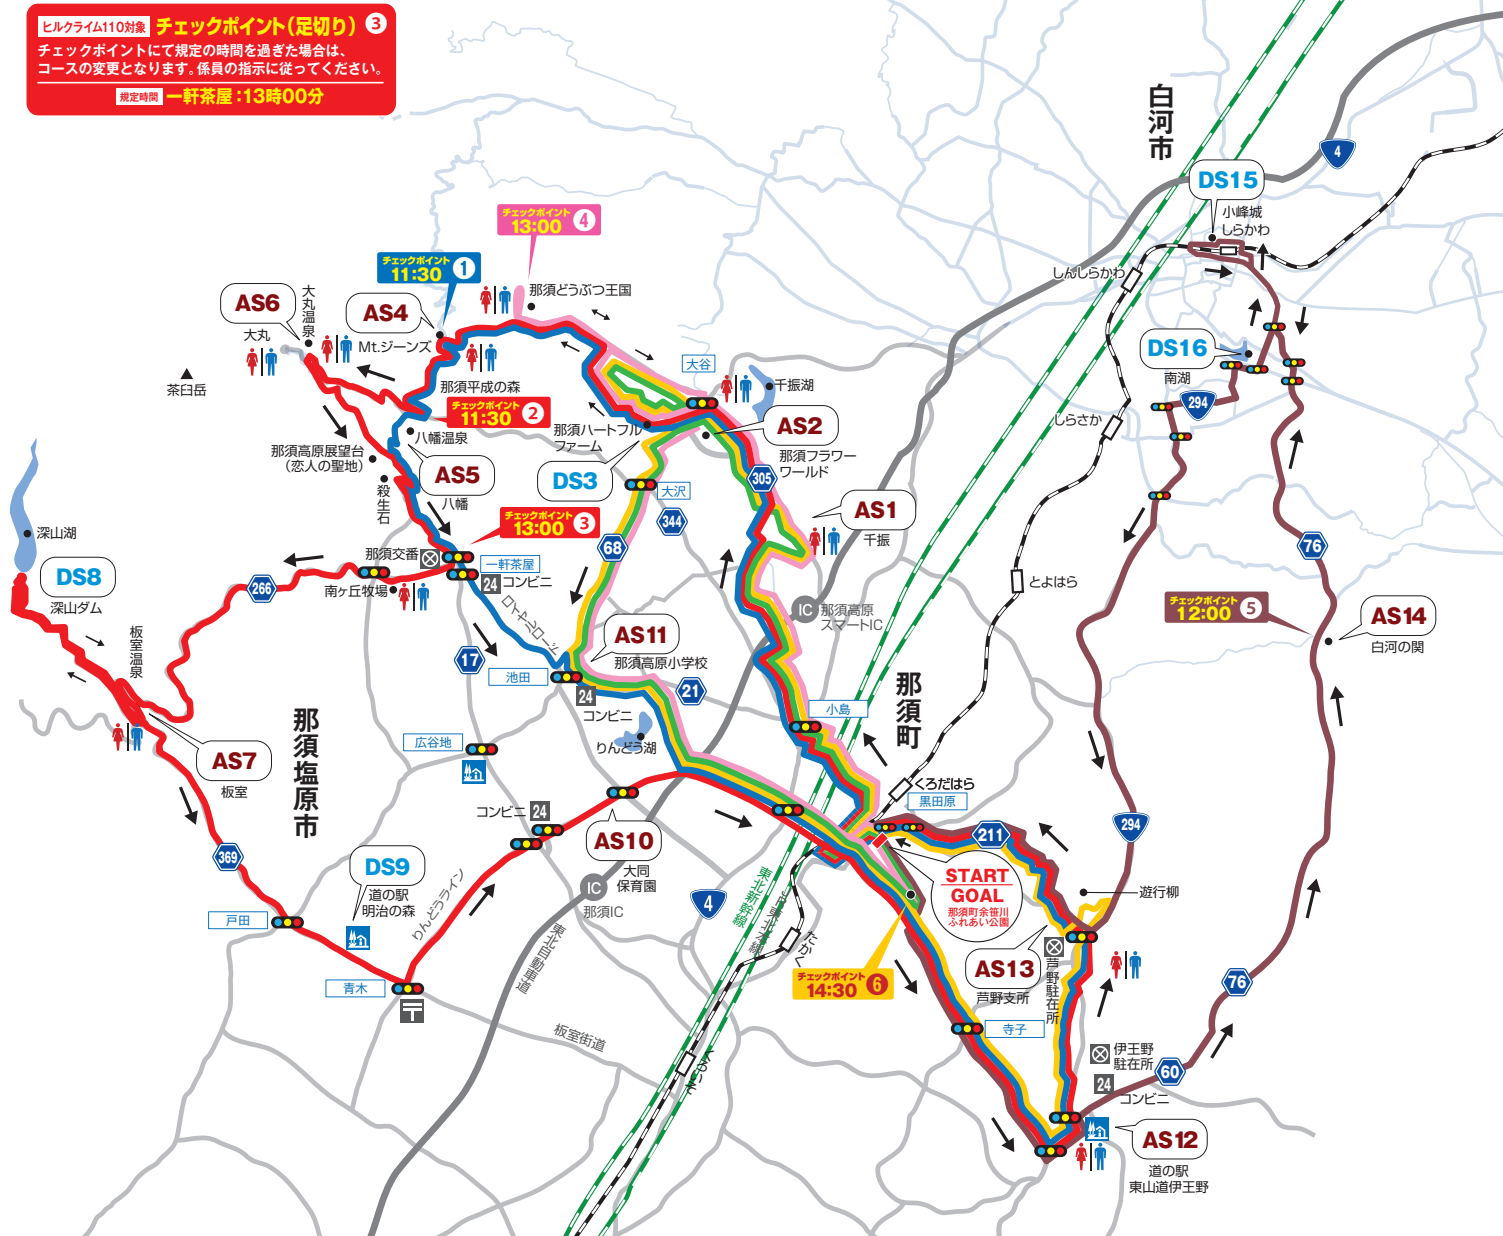 ヒルクライム110対象 チェックポイント(足切り) 3
チェックポイントにて規定の時間を過ぎた場合は、
コースの変更となります。係員の指示に従ってください。
規定時間 一軒茶屋:13時00分
白河市
4
DS15
小峰城
しらかわ
しんしらかわ
チェックポイント
13:00 4
チェックポイント
11:30 1
那須どうぶつ王国
AS6
大丸温泉
大丸
AS4
Mt.ジーンズ
茶臼岳
那須平成の森
大谷
千振湖
DS16
南湖
294
しらさか
チェックポイント
11:30 2
八幡温泉
那須ハートフル
ファーム
AS2
那須フラワー
ワールド
那須高原展望台
(恋人の聖地)
殺生石
AS5
八幡
DS3
大沢
305
344
AS1
千振
チェックポイント
13:00 3
深山湖
DS8
深山ダム
那須交番
一軒茶屋
24
コンビニ
68
76
266
南ヶ丘牧場
ロイヤルロード
とよはら
IC
那須高原
スマートIC
チェックポイント
12:00 5
AS14
白河の関
板室温泉
AS11
那須高原小学校
17
池田
24
コンビニ
21
りんどう湖
小島
那須町
広谷地
AS7
板室
那須塩原市
くろだはら
黒田原
コンビニ
24
AS10
大同
保育園
211
294
369
DS9
道の駅
明治の森
START
GOAL
那須町余笹川
ふれあい公園
遊行柳
りんどうライン
IC
那須IC
4
東北新幹線
JR東北本線
たかく
戸田
青木
東北自動車道
チェックポイント
14:30 6
AS13
芦野支所
芦野駐在所
76
板室街道
寺子
くろいそ
伊王野
駐在所
24
コンビニ
60
AS12
道の駅
東山道伊王野